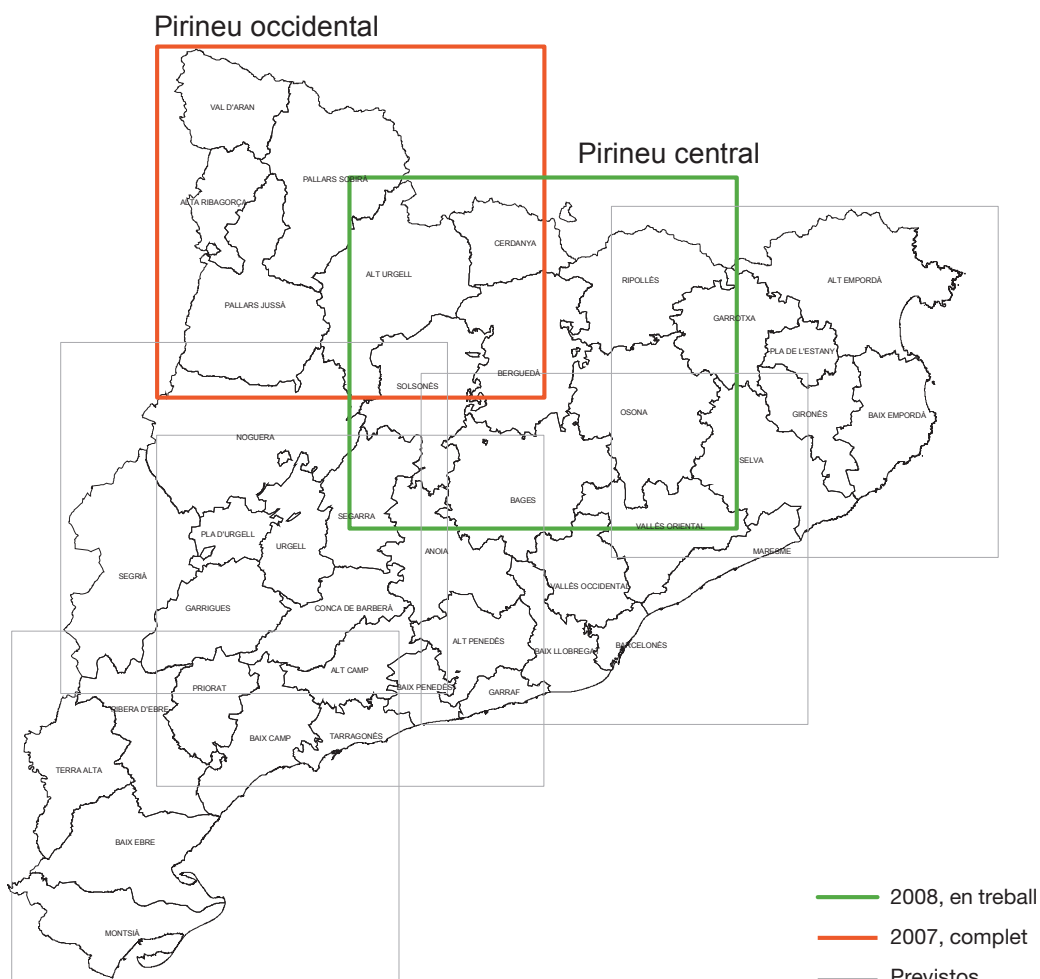 Pirineu occidental
VAL D'ARAN
Pirineu central
PALLARS SOBIRÀ
ALTA RIBAGORÇA
CERDANYA
ALT URGELL
RIPOLLÈS
ALT EMPORDÀ
PALLARS JUSSÀ
GARROTXA
PLA DE L'ESTANY
BERGUEDÀ
SOLSONÈS
OSONA
GIRONÈS
BAIX EMPORDÀ
NOGUERA
SELVA
BAGES
SEGARRA
VALLÈS ORIENTAL
PLA D'URGELL
URGELL
ANOIA
MARESME
SEGRIÀ
VALLÈS OCCIDENTAL
GARRIGUES
CONCA DE BARBERÀ
ALT PENEDÈS
BAIX LLOBREGAT
BARCELONÈS
ALT CAMP
PRIORAT
BAIX PENEDÈS
GARRAF
RIBERA D'EBRE
BAIX CAMP
TARRAGONÈS
TERRA ALTA
BAIX EBRE
MONTSIÀ
2008, en treball
2007, complet
Previstos